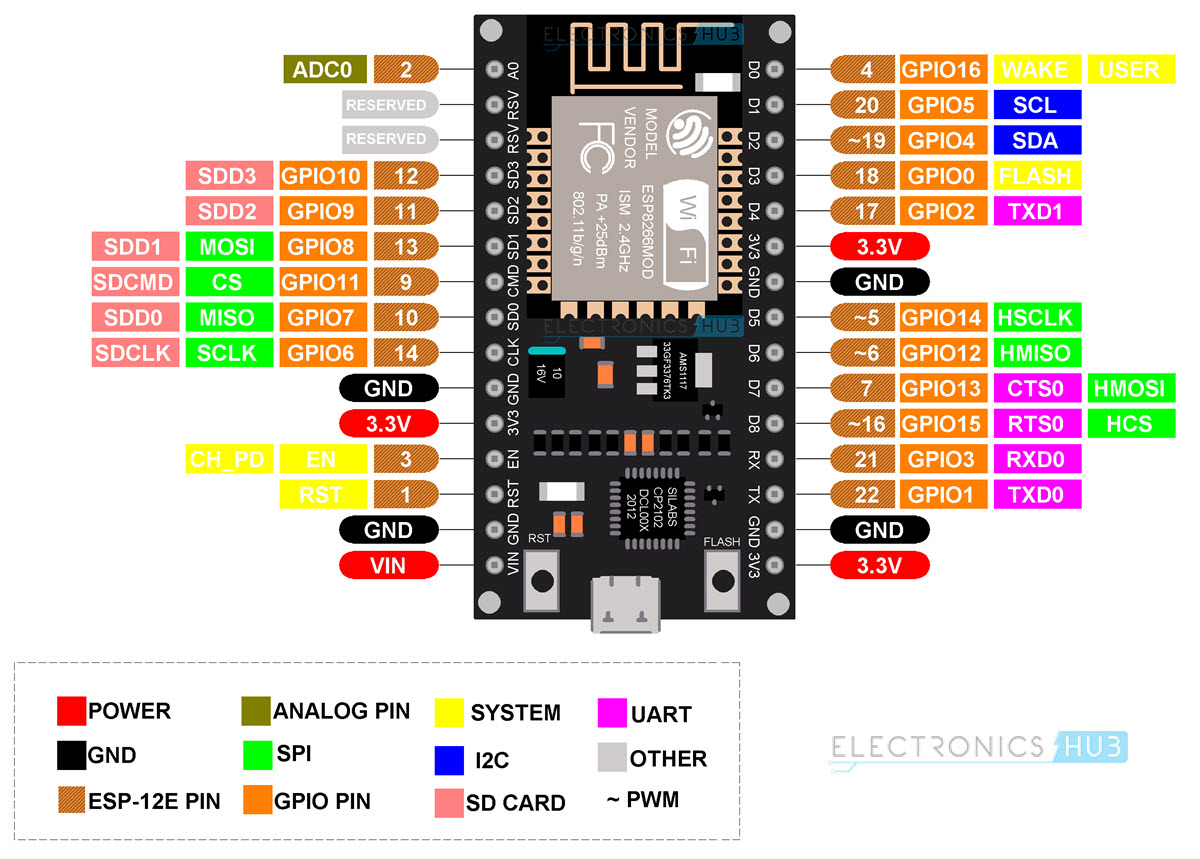 ELECTRONICS HUB
ADC0 2 A0 D0 4 GPIO16 WAKE USER
RESERVED RSV D1 20 GPIO5 SCL
RESERVED RSV D2 ~19 GPIO4 SDA
SDD3 GPIO10 12 SD3 D3 18 GPIO0 FLASH
SDD2 GPIO9 11 SD2 D4 17 GPIO2 TXD1
SDD1 MOSI GPIO8 13 SD1 3V3 3.3V
SDCMD CS GPIO11 9 CMD GND GND
SDD0 MISO GPIO7 10 SD0 D5 ~5 GPIO14 HSCLK
SDCLK SCLK GPIO6 14 CLK D6 ~6 GPIO12 HMISO
GND GND D7 7 GPIO13 CTS0 HMOSI
3.3V 3V3 D8 ~16 GPIO15 RTS0 HCS
CH_PD EN 3 EN RX 21 GPIO3 RXD0
RST 1 RST TX 22 GPIO1 TXD0
GND GND GND GND
VIN VIN 3V3 3.3V
MODEL
VENDOR
FC
Wi Fi
ESP8266MOD
ISM 2.4GHz
PA +25dBm
802.11b/g/n
ELECTRONICS HUB
10
16V
AMS1117
33GF3376TK3
SILABS
CP2102
DCL00X
2012
RST
FLASH
POWER ANALOG PIN SYSTEM UART
GND SPI I2C OTHER
ESP-12E PIN GPIO PIN SD CARD ~ PWM
ELECTRONICS HUB